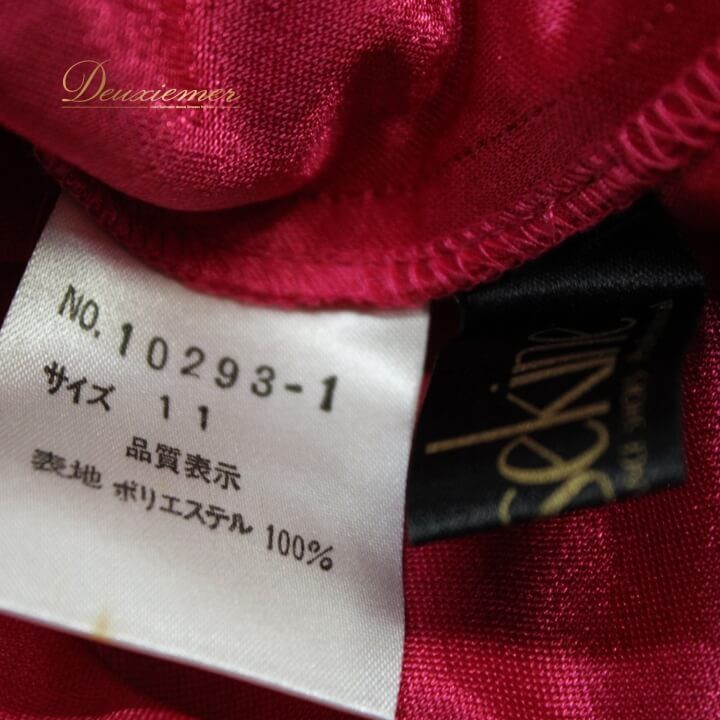 Deuxiemer
NO. 10293-1
サイズ 11
品質表示
表地 ポリエステル 100%
Sekine